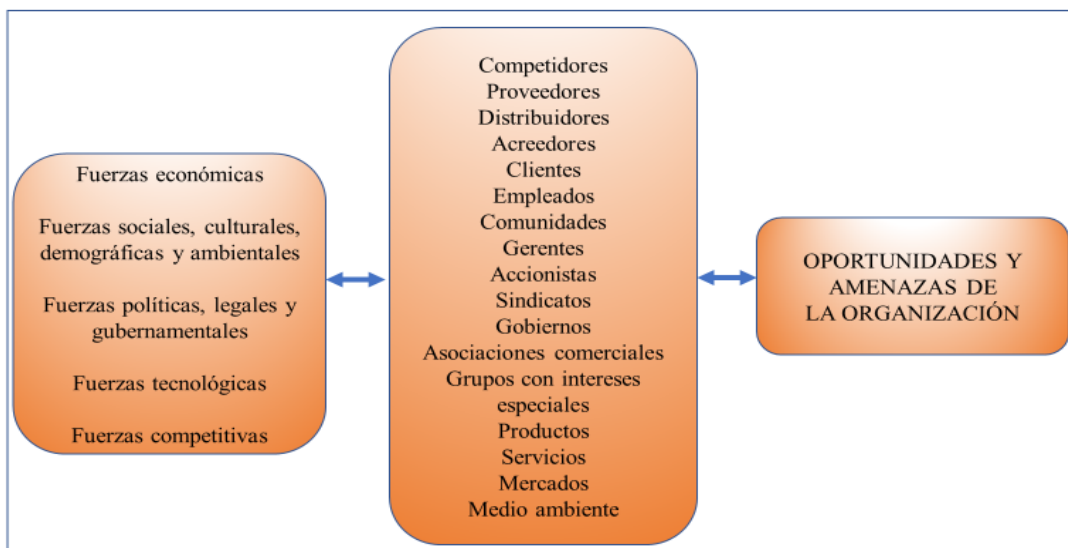 Fuerzas económicas
Fuerzas sociales, culturales,
demográficas y ambientales
Fuerzas políticas, legales y
gubernamentales
Fuerzas tecnológicas
Fuerzas competitivas
Competidores
Proveedores
Distribuidores
Acreedores
Clientes
Empleados
Comunidades
Gerentes
Accionistas
Sindicatos
Gobiernos
Asociaciones comerciales
Grupos con intereses
especiales
Productos
Servicios
Mercados
Medio ambiente
OPORTUNIDADES Y
AMENAZAS DE
LA ORGANIZACIÓN